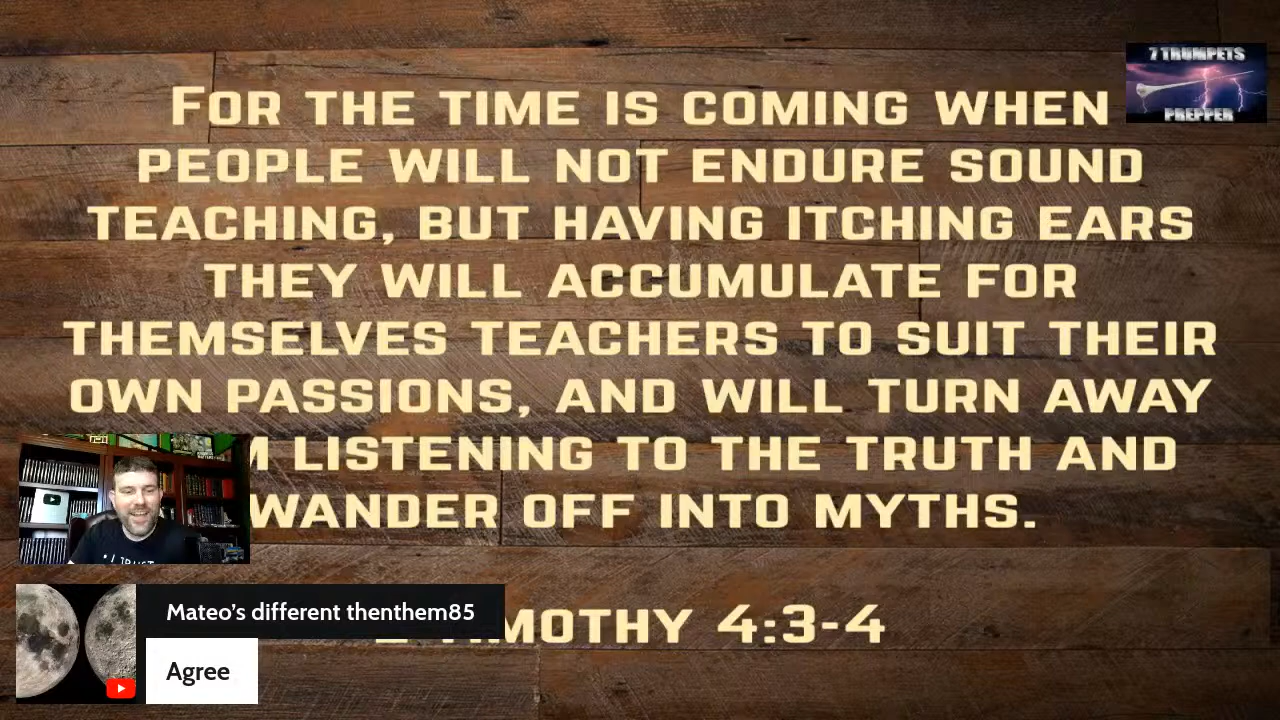 7 TRUMPETS
PREPPER
FOR THE TIME IS COMING WHEN
PEOPLE WILL NOT ENDURE SOUND
TEACHING, BUT HAVING ITCHING EARS
THEY WILL ACCUMULATE FOR
THEMSELVES TEACHERS TO SUIT THEIR
OWN PASSIONS, AND WILL TURN AWAY
LISTENING TO THE TRUTH AND
WANDER OFF INTO MYTHS.
4:3-4
Mateo's different thenthem85
Agree
I TRUST